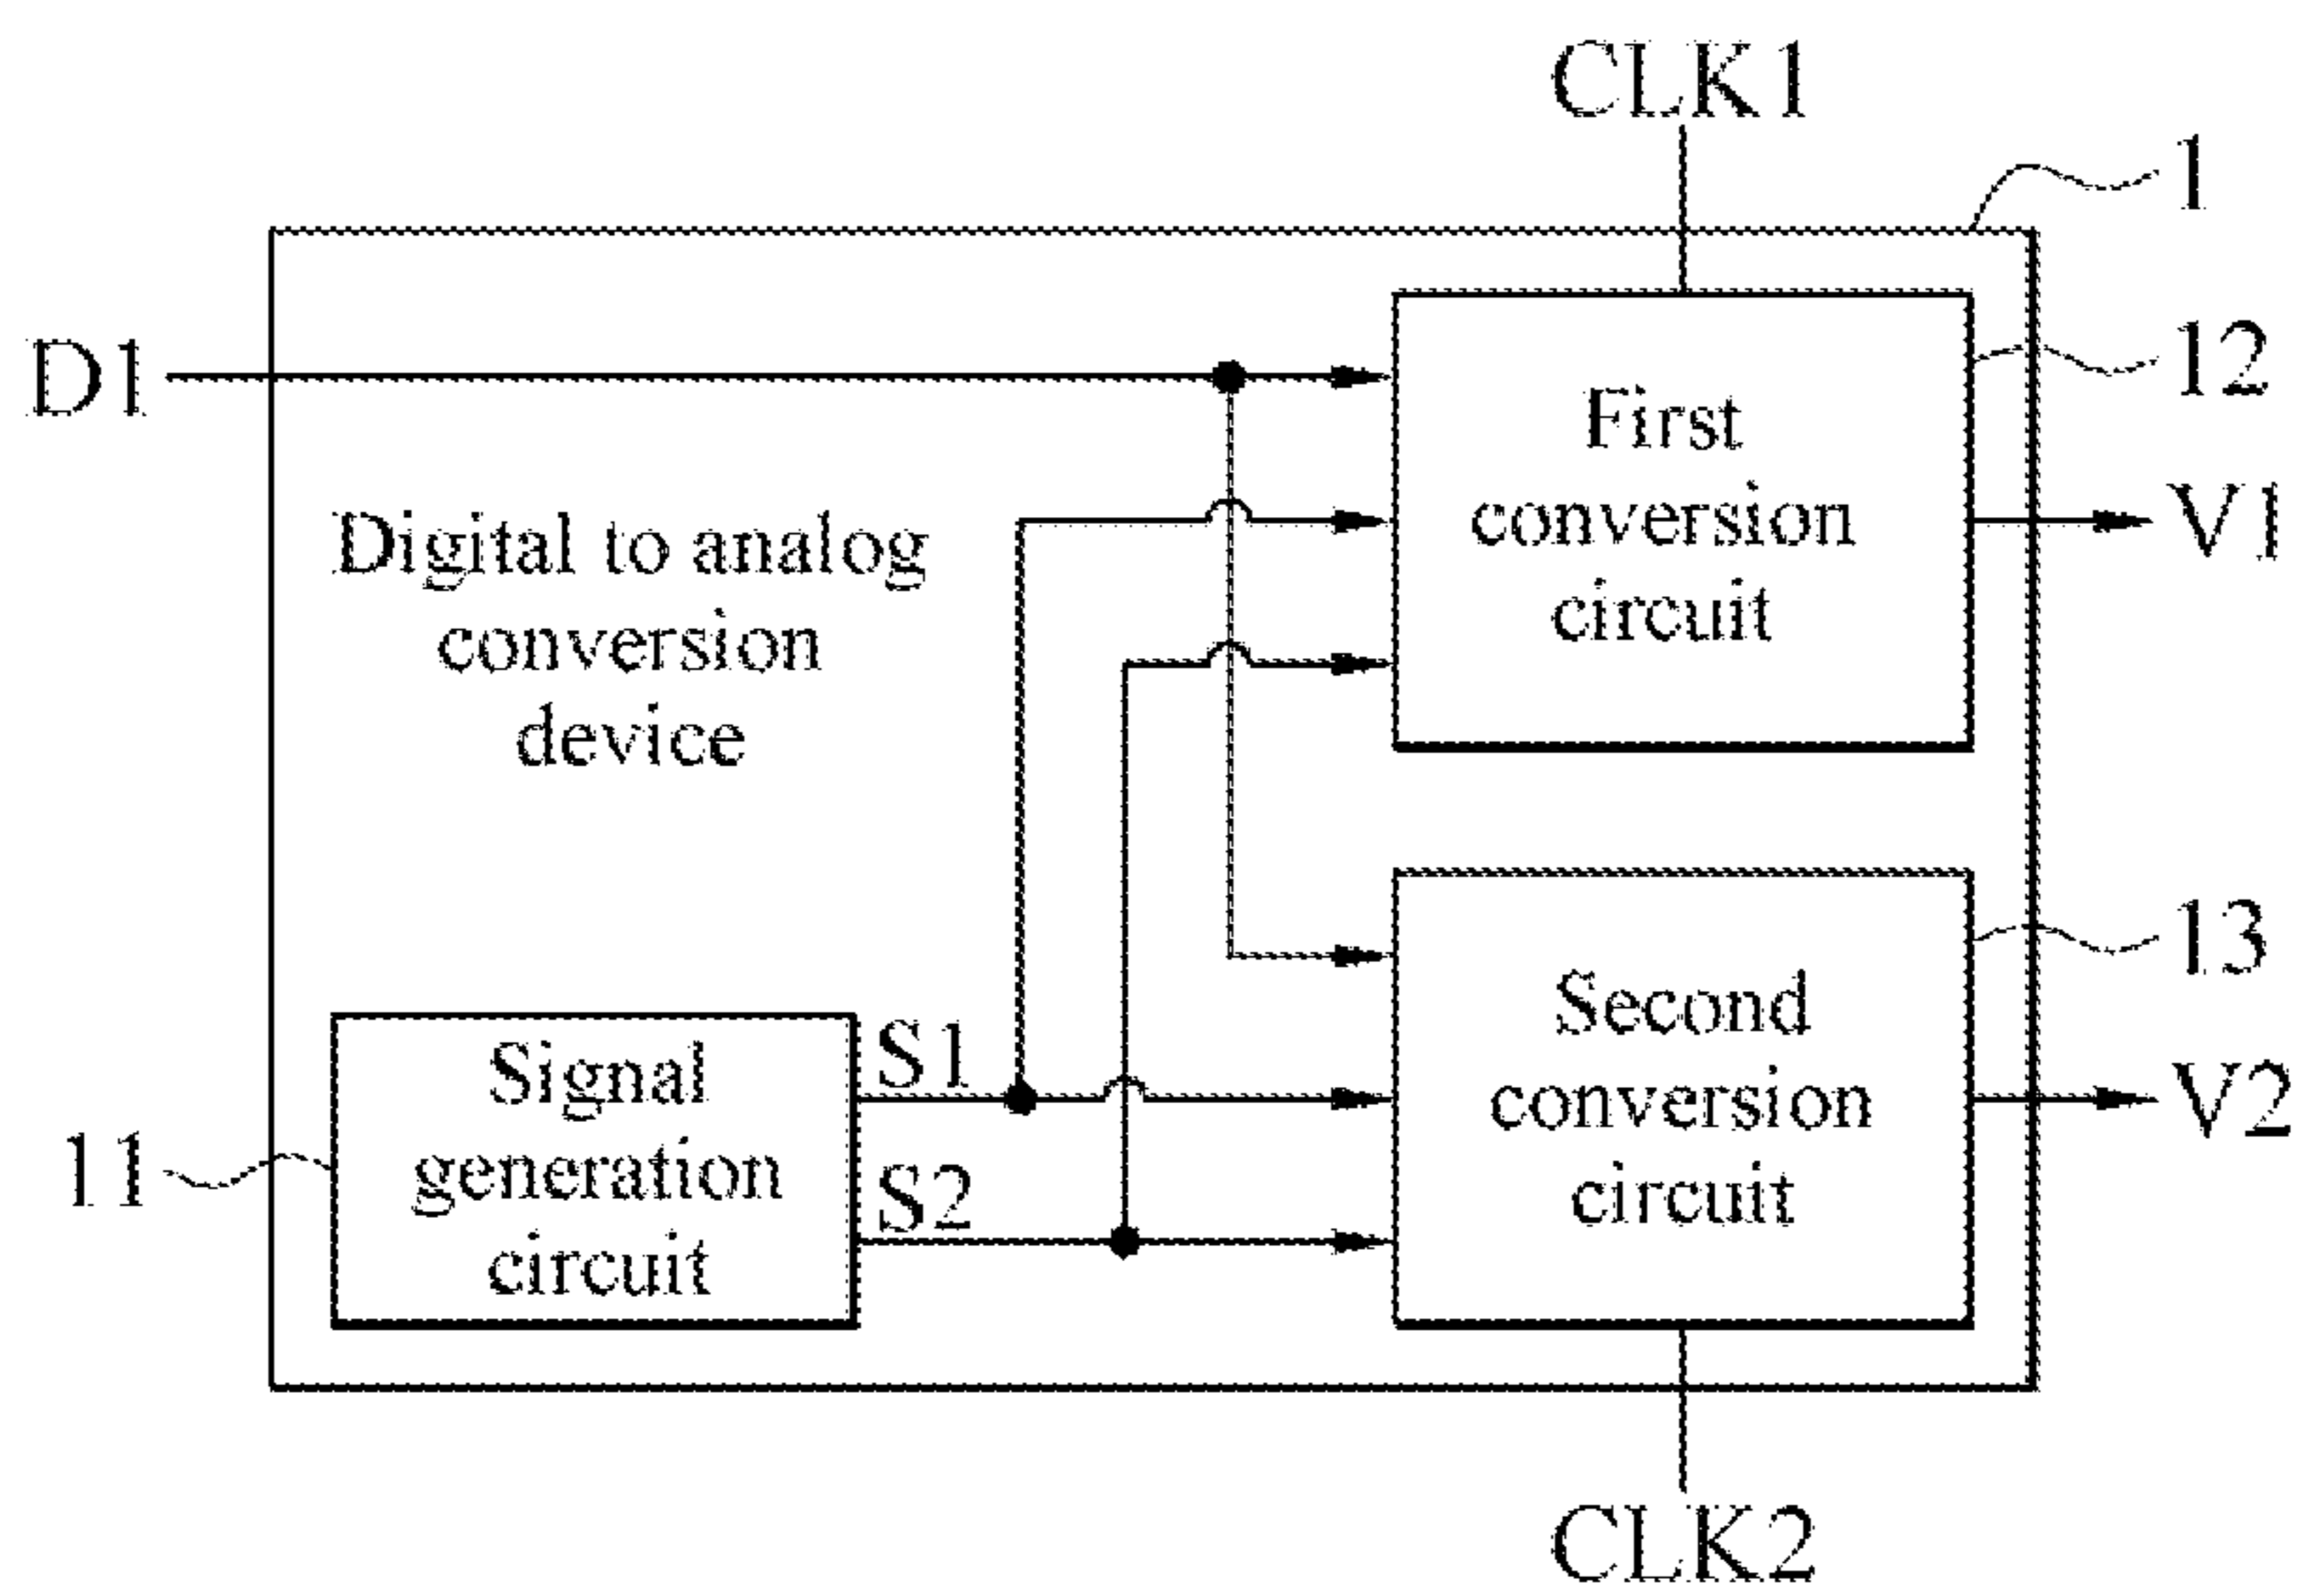 CLK1
1
D1
12
First
conversion
circuit
V1
Digital to analog
conversion
device
13
Second
conversion
circuit
V2
S1
S2
Signal
generation
circuit
11
CLK2